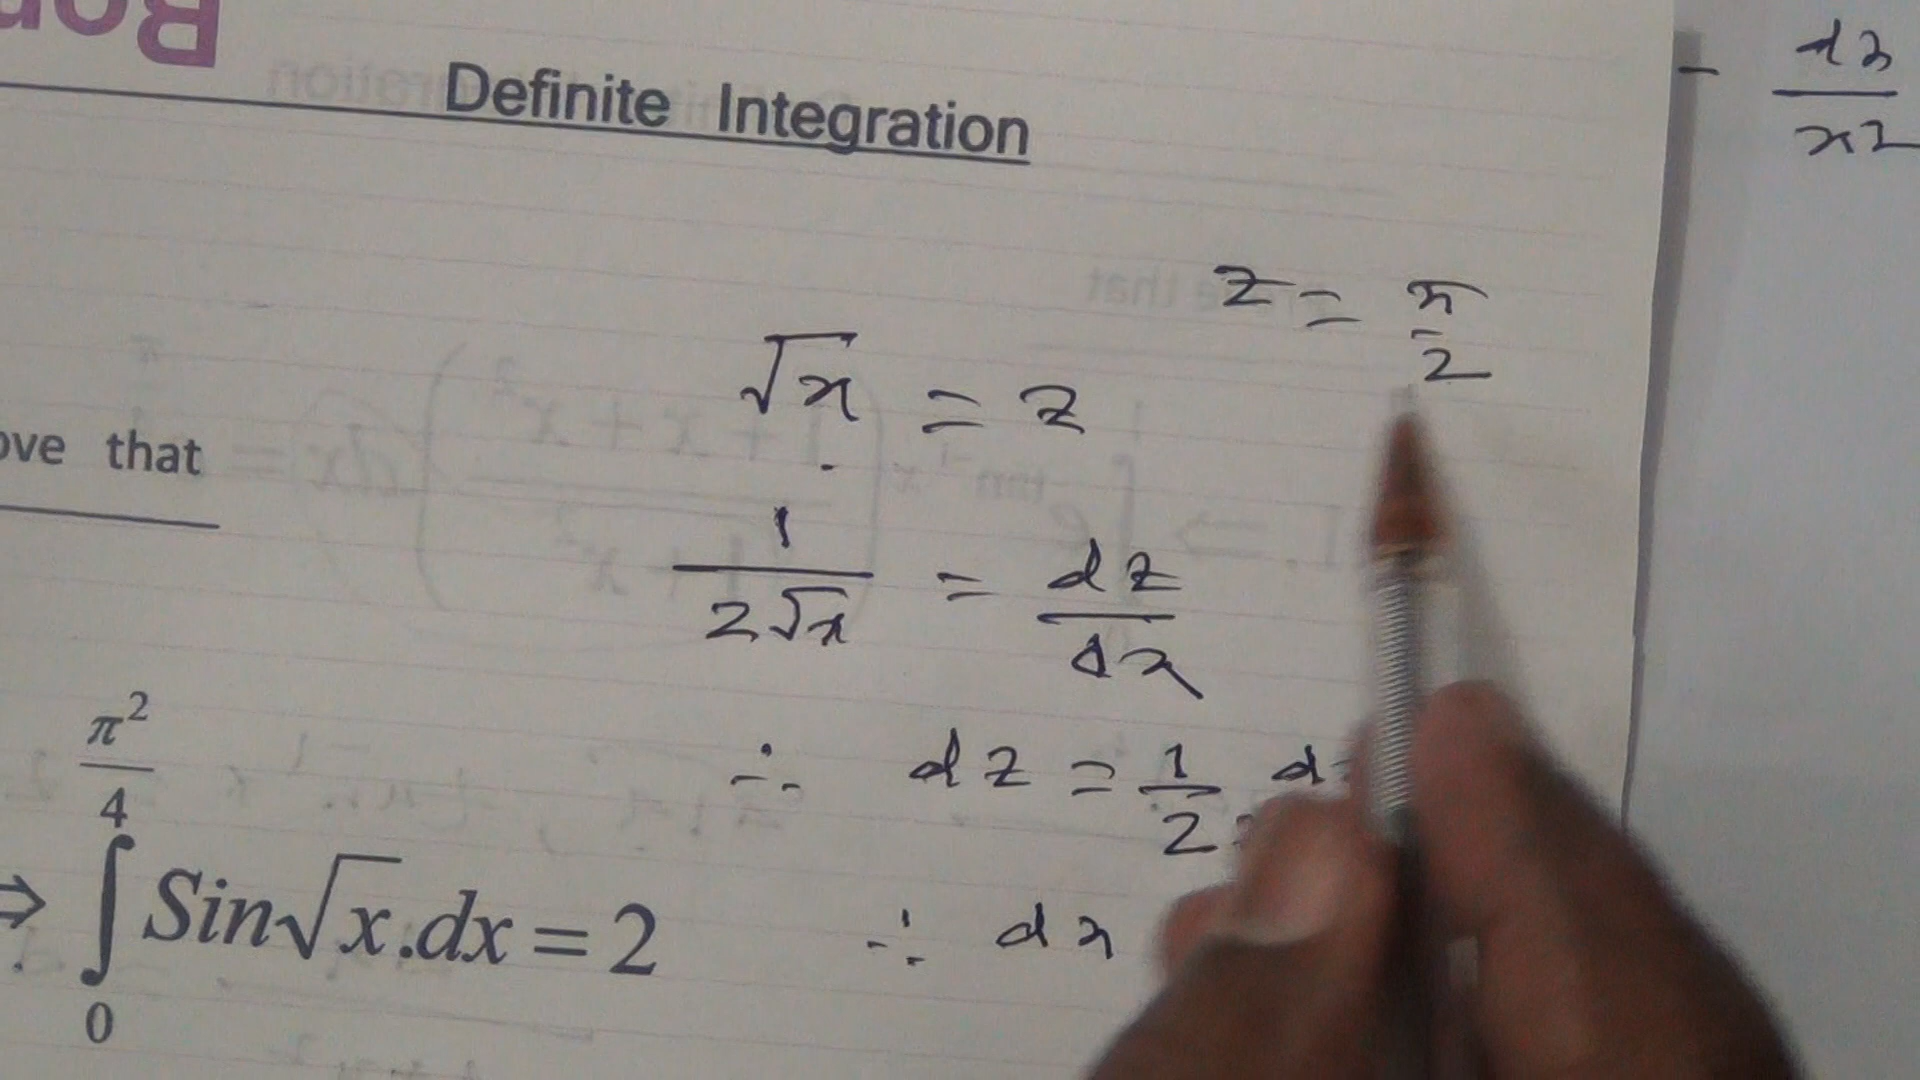 Definite Integration
dx
- ──
x2
z = π/2
√x = z
1/(2√x) = dz/dx
ove that
∴ dz = 1/2 d
π²/4
⇒ ∫ Sin√x.dx = 2
0
∴ dx